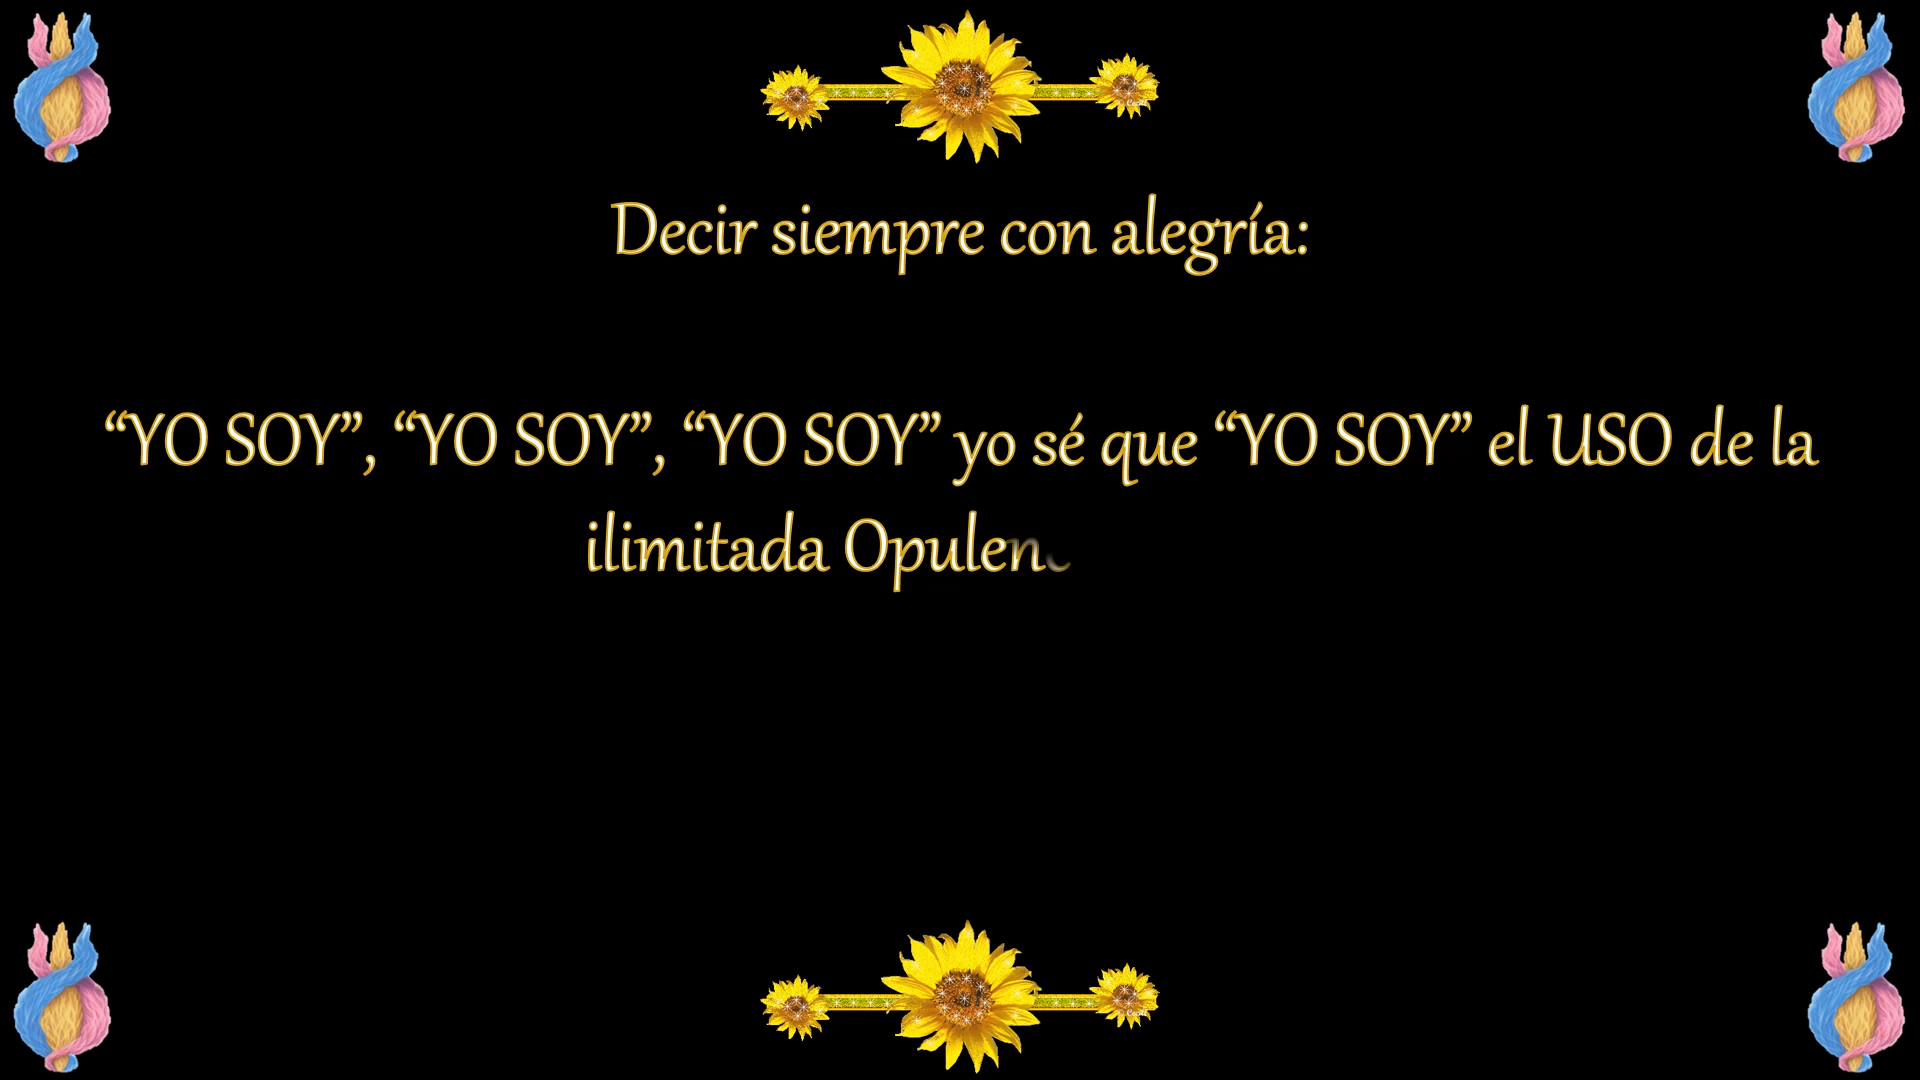 Decir siempre con alegría:
“YO SOY”, “YO SOY”, “YO SOY” yo sé que “YO SOY” el USO de la
ilimitada